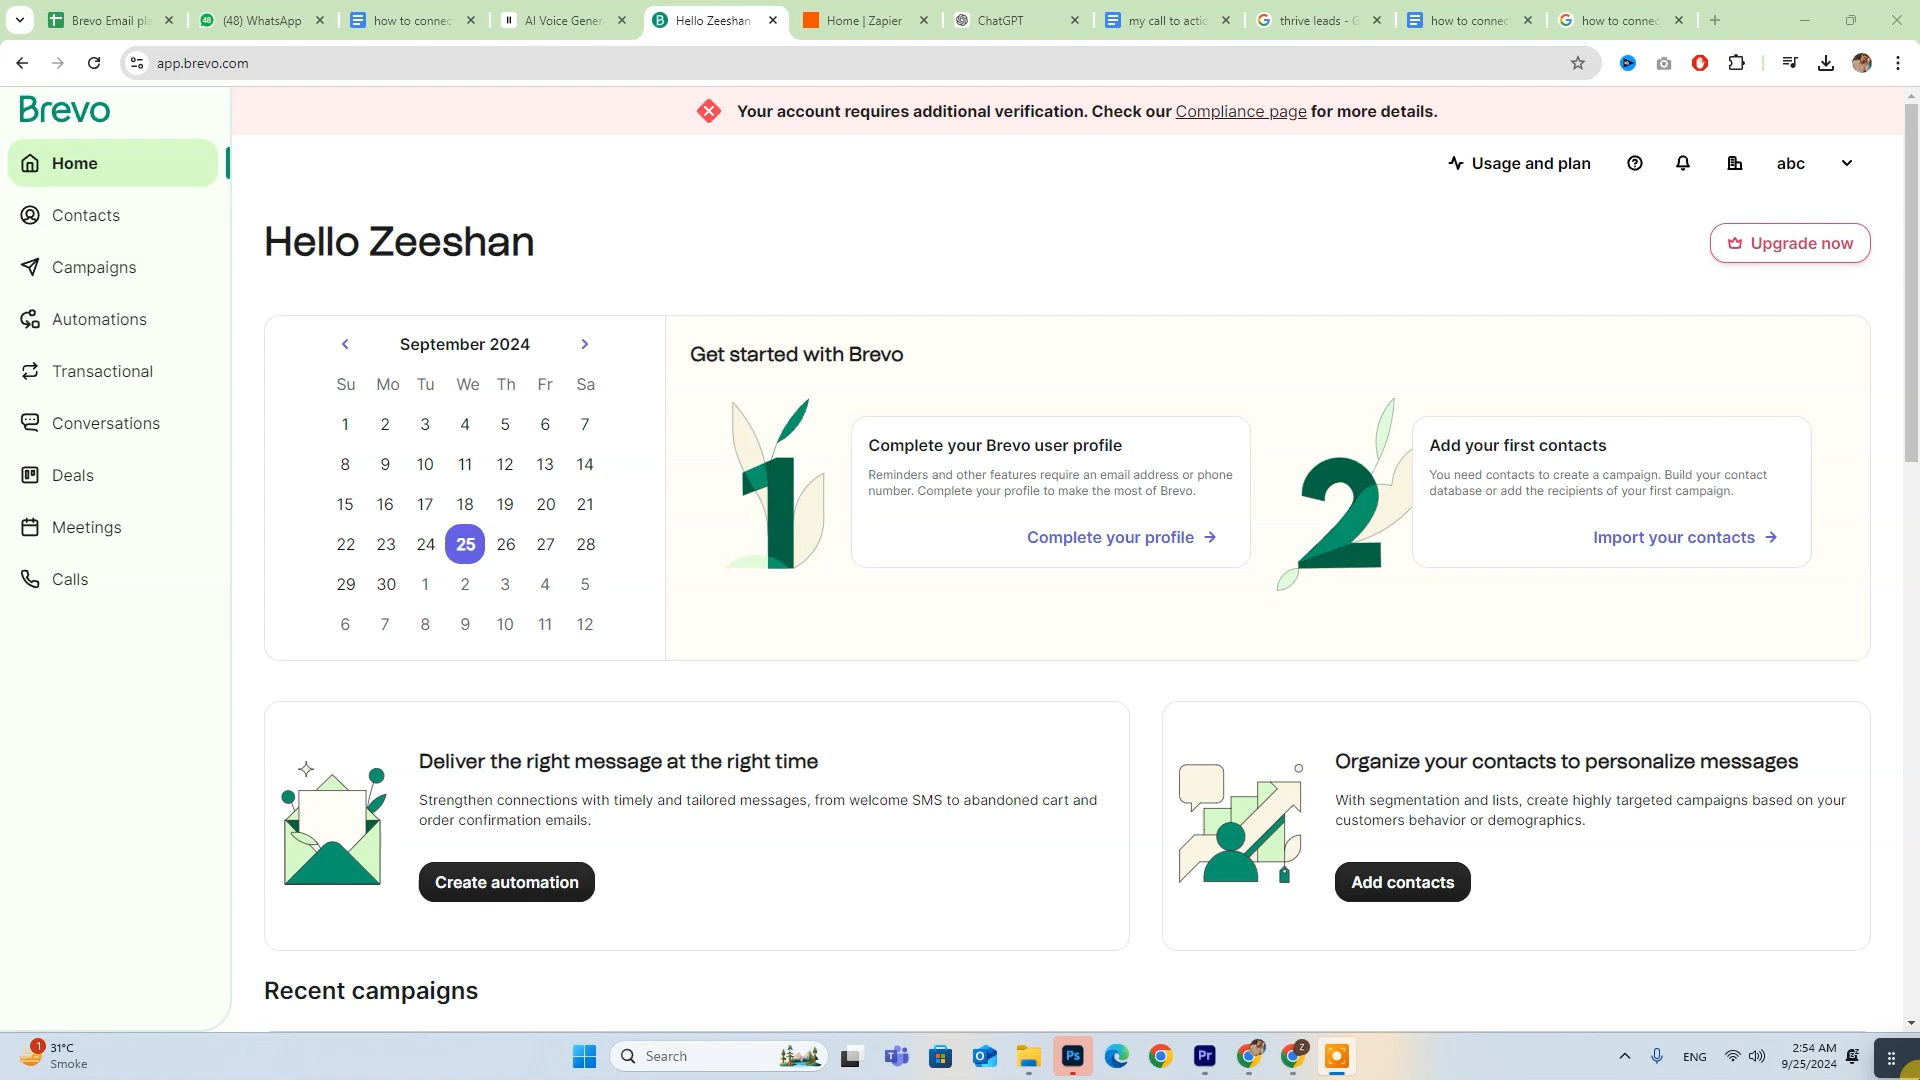 Brevo Email pl
(48) WhatsApp
how to connec
AI Voice Gener
Hello Zeeshan
Home | Zapier
ChatGPT
my call to actic
thrive leads - G
how to connec
how to connec
app.brevo.com
Brevo
Your account requires additional verification. Check our Compliance page for more details.
Home
Contacts
Campaigns
Automations
Transactional
Conversations
Deals
Meetings
Calls
Usage and plan
abc
Hello Zeeshan
Upgrade now
September 2024
Su Mo Tu We Th Fr Sa
1 2 3 4 5 6 7
8 9 10 11 12 13 14
15 16 17 18 19 20 21
22 23 24 25 26 27 28
29 30 1 2 3 4 5
6 7 8 9 10 11 12
Get started with Brevo
1
Complete your Brevo user profile
Reminders and other features require an email address or phone
number. Complete your profile to make the most of Brevo.
Complete your profile
2
Add your first contacts
You need contacts to create a campaign. Build your contact
database or add the recipients of your first campaign.
Import your contacts
Deliver the right message at the right time
Strengthen connections with timely and tailored messages, from welcome SMS to abandoned cart and
order confirmation emails.
Create automation
Organize your contacts to personalize messages
With segmentation and lists, create highly targeted campaigns based on your
customers behavior or demographics.
Add contacts
Recent campaigns
1
31°C
Smoke
Search
Ps
Pr
Z
ENG
2:54 AM
9/25/2024